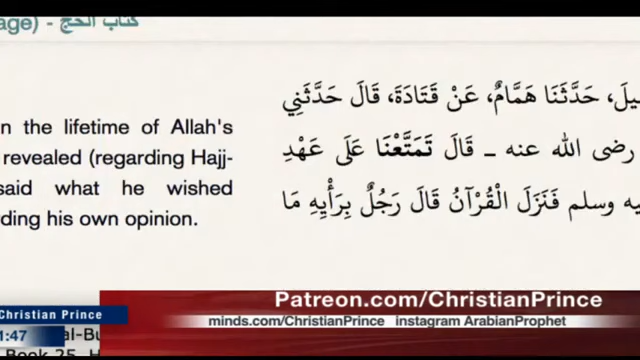 كتاب الحج - (age
يلَ، حَدَّثَنَا هَمَّامٌ، عَنْ قَتَادَةَ، قَالَ حَدَّثَنِي
n the lifetime of Allah's
رضى الله عنه ـ قَالَ تَمَتَّعْنَا عَلَى عَهْدِ
revealed (regarding Hajj-
said what he wished
يه وسلم فَنَزَلَ الْقُرْآنُ قَالَ رَجُلٌ بِرَأْيِهِ مَا
ding his own opinion.
Patreon.com/ChristianPrince
Christian Prince
minds.com/ChristianPrince instagram ArabianProphet
1:47
al-Bu
Book 25, H